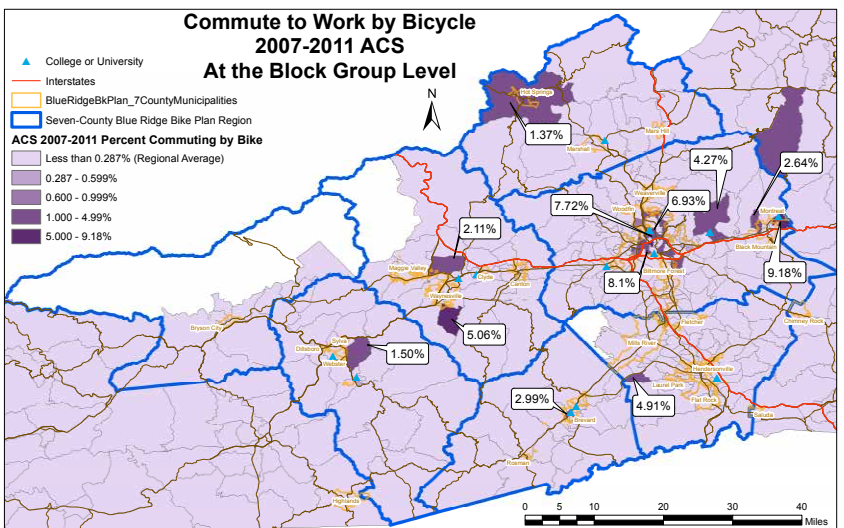 Commute to Work by Bicycle
2007-2011 ACS
At the Block Group Level
College or University
Interstates
BlueRidgeBkPlan_7CountyMunicipalities
Seven-County Blue Ridge Bike Plan Region
ACS 2007-2011 Percent Commuting by Bike
Less than 0.287% (Regional Average)
0.287 - 0.599%
0.600 - 0.999%
1.000 - 4.99%
5.000 - 9.18%
N
Hot Springs
1.37%
Mars Hill
Marshall
4.27%
2.64%
Weaverville
7.72%
6.93%
Woodfin
Montreat
2.11%
Black Mountain
Maggie Valley
Clyde
Canton
Biltmore Forest
9.18%
8.1%
Waynesville
Bryson City
5.06%
Fletcher
Chimney Rock
Sylva
Dillsboro
1.50%
Mills River
Webster
Hendersonville
Laurel Park
2.99%
4.91%
Flat Rock
Brevard
Saluda
Rosman
Highlands
0 5 10 20 30 40
Miles